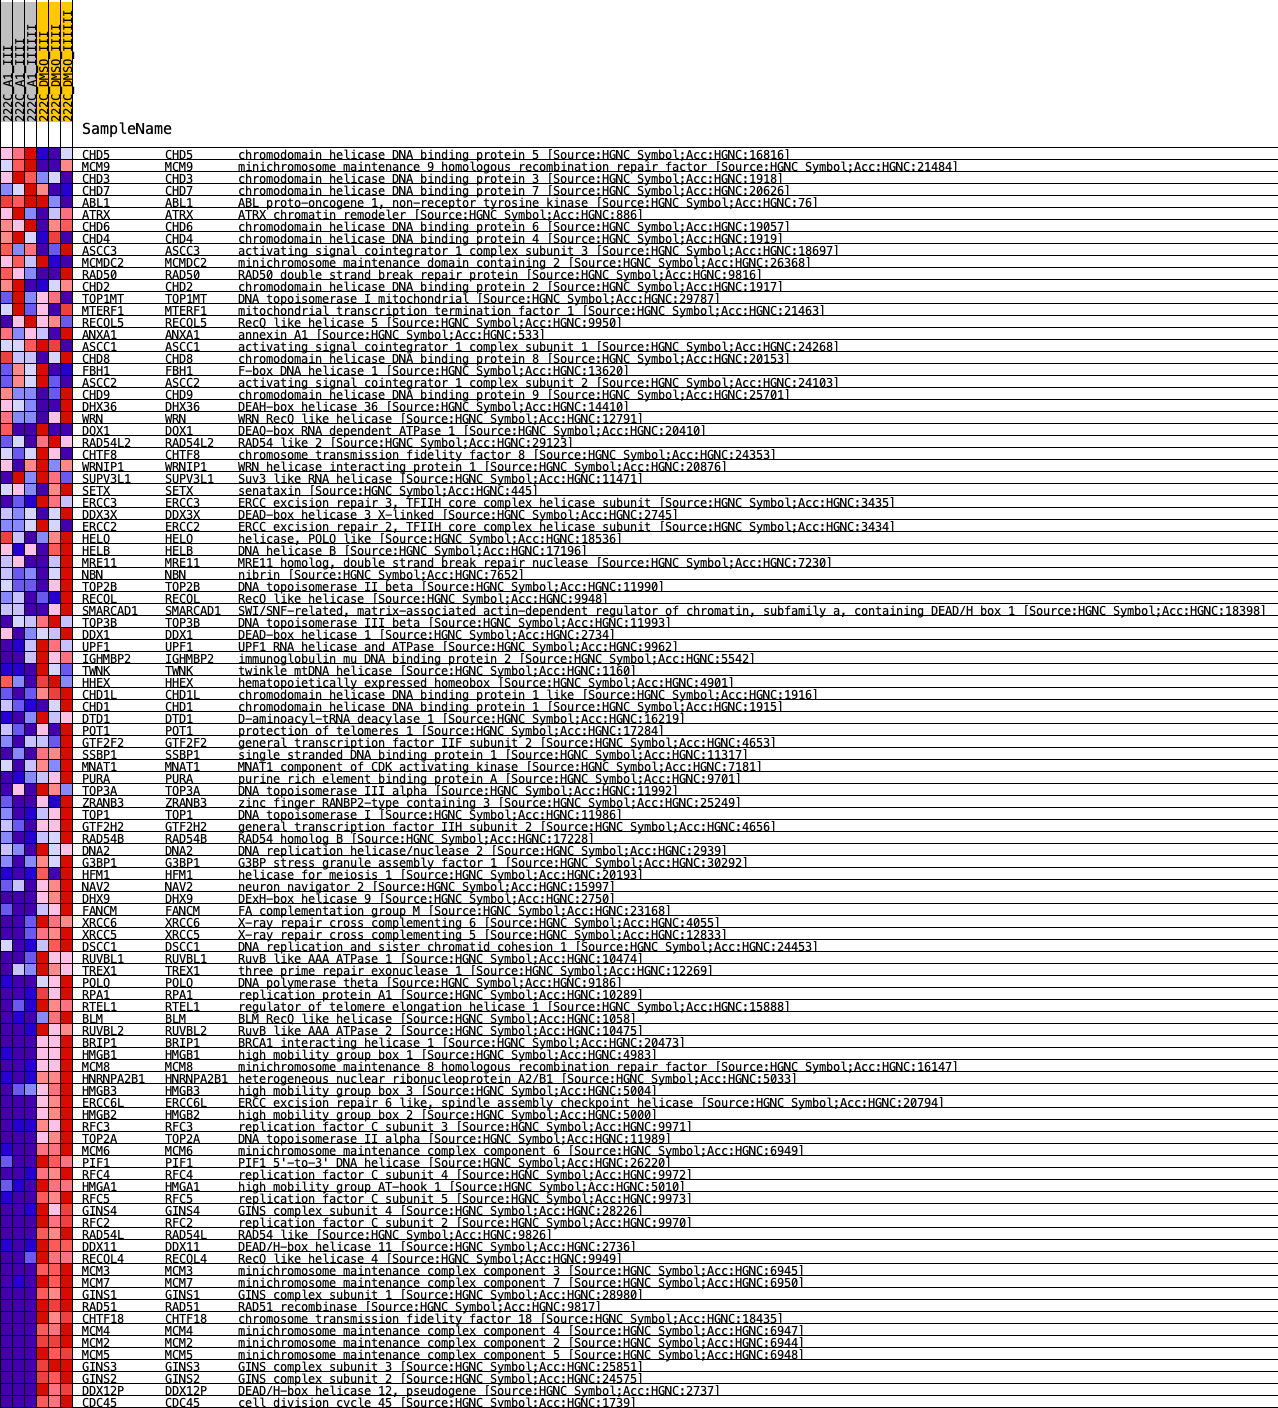 222C_A1_III
222C_A1_IIII
222C_A1_IIIIII
222C_DMSO_III
222C_DMSO_IIII
222C_DMSO_IIIIII
SampleName
CHD5 CHD5 chromodomain helicase DNA binding protein 5 [Source:HGNC Symbol;Acc:HGNC:16816]
MCM9 MCM9 minichromosome maintenance 9 homologous recombination repair factor [Source:HGNC Symbol;Acc:HGNC:21484]
CHD3 CHD3 chromodomain helicase DNA binding protein 3 [Source:HGNC Symbol;Acc:HGNC:1918]
CHD7 CHD7 chromodomain helicase DNA binding protein 7 [Source:HGNC Symbol;Acc:HGNC:20626]
ABL1 ABL1 ABL proto-oncogene 1, non-receptor tyrosine kinase [Source:HGNC Symbol;Acc:HGNC:76]
ATRX ATRX ATRX chromatin remodeler [Source:HGNC Symbol;Acc:HGNC:886]
CHD6 CHD6 chromodomain helicase DNA binding protein 6 [Source:HGNC Symbol;Acc:HGNC:19057]
CHD4 CHD4 chromodomain helicase DNA binding protein 4 [Source:HGNC Symbol;Acc:HGNC:1919]
ASCC3 ASCC3 activating signal cointegrator 1 complex subunit 3 [Source:HGNC Symbol;Acc:HGNC:18697]
MCMDC2 MCMDC2 minichromosome maintenance domain containing 2 [Source:HGNC Symbol;Acc:HGNC:26368]
RAD50 RAD50 RAD50 double strand break repair protein [Source:HGNC Symbol;Acc:HGNC:9816]
CHD2 CHD2 chromodomain helicase DNA binding protein 2 [Source:HGNC Symbol;Acc:HGNC:1917]
TOP1MT TOP1MT DNA topoisomerase I mitochondrial [Source:HGNC Symbol;Acc:HGNC:29787]
MTERF1 MTERF1 mitochondrial transcription termination factor 1 [Source:HGNC Symbol;Acc:HGNC:21463]
RECQL5 RECQL5 RecQ like helicase 5 [Source:HGNC Symbol;Acc:HGNC:9950]
ANXA1 ANXA1 annexin A1 [Source:HGNC Symbol;Acc:HGNC:533]
ASCC1 ASCC1 activating signal cointegrator 1 complex subunit 1 [Source:HGNC Symbol;Acc:HGNC:24268]
CHD8 CHD8 chromodomain helicase DNA binding protein 8 [Source:HGNC Symbol;Acc:HGNC:20153]
FBH1 FBH1 F-box DNA helicase 1 [Source:HGNC Symbol;Acc:HGNC:13620]
ASCC2 ASCC2 activating signal cointegrator 1 complex subunit 2 [Source:HGNC Symbol;Acc:HGNC:24103]
CHD9 CHD9 chromodomain helicase DNA binding protein 9 [Source:HGNC Symbol;Acc:HGNC:25701]
DHX36 DHX36 DEAH-box helicase 36 [Source:HGNC Symbol;Acc:HGNC:14410]
WRN WRN WRN RecQ like helicase [Source:HGNC Symbol;Acc:HGNC:12791]
DQX1 DQX1 DEAQ-box RNA dependent ATPase 1 [Source:HGNC Symbol;Acc:HGNC:20410]
RAD54L2 RAD54L2 RAD54 like 2 [Source:HGNC Symbol;Acc:HGNC:29123]
CHTF8 CHTF8 chromosome transmission fidelity factor 8 [Source:HGNC Symbol;Acc:HGNC:24353]
WRNIP1 WRNIP1 WRN helicase interacting protein 1 [Source:HGNC Symbol;Acc:HGNC:20876]
SUPV3L1 SUPV3L1 Suv3 like RNA helicase [Source:HGNC Symbol;Acc:HGNC:11471]
SETX SETX senataxin [Source:HGNC Symbol;Acc:HGNC:445]
ERCC3 ERCC3 ERCC excision repair 3, TFIIH core complex helicase subunit [Source:HGNC Symbol;Acc:HGNC:3435]
DDX3X DDX3X DEAD-box helicase 3 X-linked [Source:HGNC Symbol;Acc:HGNC:2745]
ERCC2 ERCC2 ERCC excision repair 2, TFIIH core complex helicase subunit [Source:HGNC Symbol;Acc:HGNC:3434]
HELQ HELQ helicase, POLQ like [Source:HGNC Symbol;Acc:HGNC:18536]
HELB HELB DNA helicase B [Source:HGNC Symbol;Acc:HGNC:17196]
MRE11 MRE11 MRE11 homolog, double strand break repair nuclease [Source:HGNC Symbol;Acc:HGNC:7230]
NBN NBN nibrin [Source:HGNC Symbol;Acc:HGNC:7652]
TOP2B TOP2B DNA topoisomerase II beta [Source:HGNC Symbol;Acc:HGNC:11990]
RECQL RECQL RecQ like helicase [Source:HGNC Symbol;Acc:HGNC:9948]
SMARCAD1 SMARCAD1 SWI/SNF-related, matrix-associated actin-dependent regulator of chromatin, subfamily a, containing DEAD/H box 1 [Source:HGNC Symbol;Acc:HGNC:18398]
TOP3B TOP3B DNA topoisomerase III beta [Source:HGNC Symbol;Acc:HGNC:11993]
DDX1 DDX1 DEAD-box helicase 1 [Source:HGNC Symbol;Acc:HGNC:2734]
UPF1 UPF1 UPF1 RNA helicase and ATPase [Source:HGNC Symbol;Acc:HGNC:9962]
IGHMBP2 IGHMBP2 immunoglobulin mu DNA binding protein 2 [Source:HGNC Symbol;Acc:HGNC:5542]
TWNK TWNK twinkle mtDNA helicase [Source:HGNC Symbol;Acc:HGNC:1160]
HHEX HHEX hematopoietically expressed homeobox [Source:HGNC Symbol;Acc:HGNC:4901]
CHD1L CHD1L chromodomain helicase DNA binding protein 1 like [Source:HGNC Symbol;Acc:HGNC:1916]
CHD1 CHD1 chromodomain helicase DNA binding protein 1 [Source:HGNC Symbol;Acc:HGNC:1915]
DTD1 DTD1 D-aminoacyl-tRNA deacylase 1 [Source:HGNC Symbol;Acc:HGNC:16219]
POT1 POT1 protection of telomeres 1 [Source:HGNC Symbol;Acc:HGNC:17284]
GTF2F2 GTF2F2 general transcription factor IIF subunit 2 [Source:HGNC Symbol;Acc:HGNC:4653]
SSBP1 SSBP1 single stranded DNA binding protein 1 [Source:HGNC Symbol;Acc:HGNC:11317]
MNAT1 MNAT1 MNAT1 component of CDK activating kinase [Source:HGNC Symbol;Acc:HGNC:7181]
PURA PURA purine rich element binding protein A [Source:HGNC Symbol;Acc:HGNC:9701]
TOP3A TOP3A DNA topoisomerase III alpha [Source:HGNC Symbol;Acc:HGNC:11992]
ZRANB3 ZRANB3 zinc finger RANBP2-type containing 3 [Source:HGNC Symbol;Acc:HGNC:25249]
TOP1 TOP1 DNA topoisomerase I [Source:HGNC Symbol;Acc:HGNC:11986]
GTF2H2 GTF2H2 general transcription factor IIH subunit 2 [Source:HGNC Symbol;Acc:HGNC:4656]
RAD54B RAD54B RAD54 homolog B [Source:HGNC Symbol;Acc:HGNC:17228]
DNA2 DNA2 DNA replication helicase/nuclease 2 [Source:HGNC Symbol;Acc:HGNC:2939]
G3BP1 G3BP1 G3BP stress granule assembly factor 1 [Source:HGNC Symbol;Acc:HGNC:30292]
HFM1 HFM1 helicase for meiosis 1 [Source:HGNC Symbol;Acc:HGNC:20193]
NAV2 NAV2 neuron navigator 2 [Source:HGNC Symbol;Acc:HGNC:15997]
DHX9 DHX9 DExH-box helicase 9 [Source:HGNC Symbol;Acc:HGNC:2750]
FANCM FANCM FA complementation group M [Source:HGNC Symbol;Acc:HGNC:23168]
XRCC6 XRCC6 X-ray repair cross complementing 6 [Source:HGNC Symbol;Acc:HGNC:4055]
XRCC5 XRCC5 X-ray repair cross complementing 5 [Source:HGNC Symbol;Acc:HGNC:12833]
DSCC1 DSCC1 DNA replication and sister chromatid cohesion 1 [Source:HGNC Symbol;Acc:HGNC:24453]
RUVBL1 RUVBL1 RuvB like AAA ATPase 1 [Source:HGNC Symbol;Acc:HGNC:10474]
TREX1 TREX1 three prime repair exonuclease 1 [Source:HGNC Symbol;Acc:HGNC:12269]
POLQ POLQ DNA polymerase theta [Source:HGNC Symbol;Acc:HGNC:9186]
RPA1 RPA1 replication protein A1 [Source:HGNC Symbol;Acc:HGNC:10289]
RTEL1 RTEL1 regulator of telomere elongation helicase 1 [Source:HGNC Symbol;Acc:HGNC:15888]
BLM BLM BLM RecQ like helicase [Source:HGNC Symbol;Acc:HGNC:1058]
RUVBL2 RUVBL2 RuvB like AAA ATPase 2 [Source:HGNC Symbol;Acc:HGNC:10475]
BRIP1 BRIP1 BRCA1 interacting helicase 1 [Source:HGNC Symbol;Acc:HGNC:20473]
HMGB1 HMGB1 high mobility group box 1 [Source:HGNC Symbol;Acc:HGNC:4983]
MCM8 MCM8 minichromosome maintenance 8 homologous recombination repair factor [Source:HGNC Symbol;Acc:HGNC:16147]
HNRNPA2B1 HNRNPA2B1 heterogeneous nuclear ribonucleoprotein A2/B1 [Source:HGNC Symbol;Acc:HGNC:5033]
HMGB3 HMGB3 high mobility group box 3 [Source:HGNC Symbol;Acc:HGNC:5004]
ERCC6L ERCC6L ERCC excision repair 6 like, spindle assembly checkpoint helicase [Source:HGNC Symbol;Acc:HGNC:20794]
HMGB2 HMGB2 high mobility group box 2 [Source:HGNC Symbol;Acc:HGNC:5000]
RFC3 RFC3 replication factor C subunit 3 [Source:HGNC Symbol;Acc:HGNC:9971]
TOP2A TOP2A DNA topoisomerase II alpha [Source:HGNC Symbol;Acc:HGNC:11989]
MCM6 MCM6 minichromosome maintenance complex component 6 [Source:HGNC Symbol;Acc:HGNC:6949]
PIF1 PIF1 PIF1 5'-to-3' DNA helicase [Source:HGNC Symbol;Acc:HGNC:26220]
RFC4 RFC4 replication factor C subunit 4 [Source:HGNC Symbol;Acc:HGNC:9972]
HMGA1 HMGA1 high mobility group AT-hook 1 [Source:HGNC Symbol;Acc:HGNC:5010]
RFC5 RFC5 replication factor C subunit 5 [Source:HGNC Symbol;Acc:HGNC:9973]
GINS4 GINS4 GINS complex subunit 4 [Source:HGNC Symbol;Acc:HGNC:28226]
RFC2 RFC2 replication factor C subunit 2 [Source:HGNC Symbol;Acc:HGNC:9970]
RAD54L RAD54L RAD54 like [Source:HGNC Symbol;Acc:HGNC:9826]
DDX11 DDX11 DEAD/H-box helicase 11 [Source:HGNC Symbol;Acc:HGNC:2736]
RECQL4 RECQL4 RecQ like helicase 4 [Source:HGNC Symbol;Acc:HGNC:9949]
MCM3 MCM3 minichromosome maintenance complex component 3 [Source:HGNC Symbol;Acc:HGNC:6945]
MCM7 MCM7 minichromosome maintenance complex component 7 [Source:HGNC Symbol;Acc:HGNC:6950]
GINS1 GINS1 GINS complex subunit 1 [Source:HGNC Symbol;Acc:HGNC:28980]
RAD51 RAD51 RAD51 recombinase [Source:HGNC Symbol;Acc:HGNC:9817]
CHTF18 CHTF18 chromosome transmission fidelity factor 18 [Source:HGNC Symbol;Acc:HGNC:18435]
MCM4 MCM4 minichromosome maintenance complex component 4 [Source:HGNC Symbol;Acc:HGNC:6947]
MCM2 MCM2 minichromosome maintenance complex component 2 [Source:HGNC Symbol;Acc:HGNC:6944]
MCM5 MCM5 minichromosome maintenance complex component 5 [Source:HGNC Symbol;Acc:HGNC:6948]
GINS3 GINS3 GINS complex subunit 3 [Source:HGNC Symbol;Acc:HGNC:25851]
GINS2 GINS2 GINS complex subunit 2 [Source:HGNC Symbol;Acc:HGNC:24575]
DDX12P DDX12P DEAD/H-box helicase 12, pseudogene [Source:HGNC Symbol;Acc:HGNC:2737]
CDC45 CDC45 cell division cycle 45 [Source:HGNC Symbol;Acc:HGNC:1739]